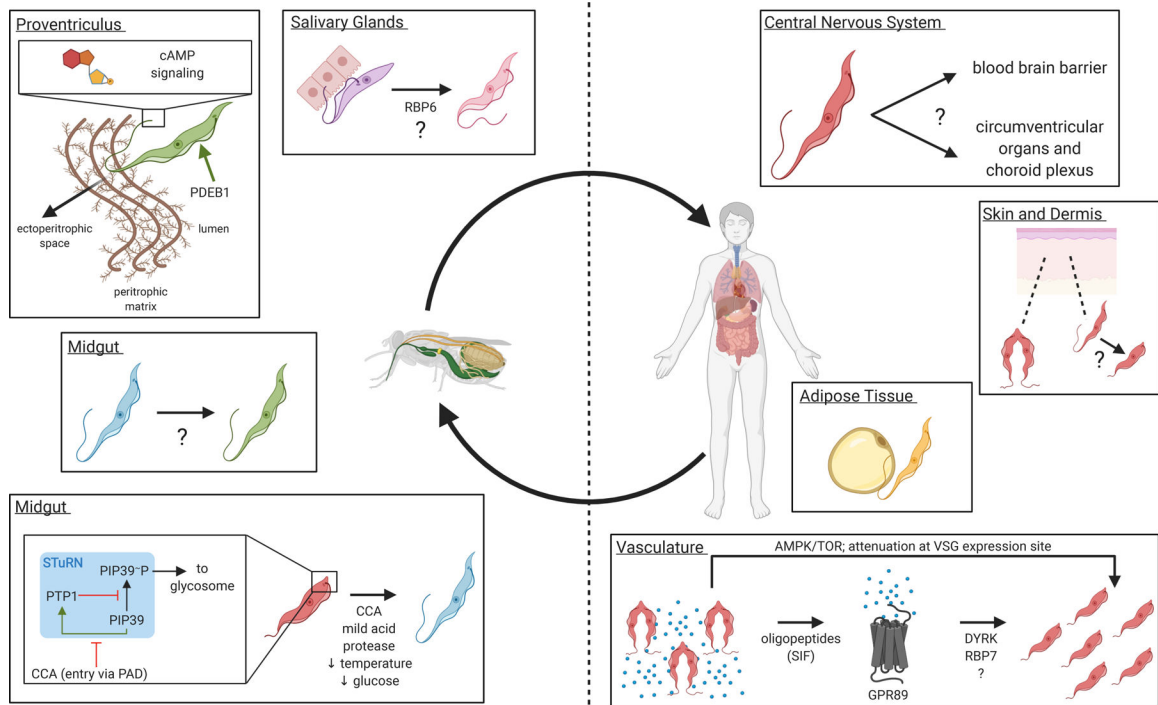 Proventriculus
cAMP
signaling
PDEB1
ectoperitrophic
space
lumen
peritrophic
matrix
Salivary Glands
RBP6
?
Midgut
?
Midgut
STuRN
PIP39~P
to
glycosome
PTP1
PIP39
CCA (entry via PAD)
CCA
mild acid
protease
↓ temperature
↓ glucose
Central Nervous System
blood brain barrier
?
circumventricular
organs and
choroid plexus
Skin and Dermis
?
Adipose Tissue
Vasculature
AMPK/TOR; attenuation at VSG expression site
oligopeptides
(SIF)
GPR89
DYRK
RBP7
?